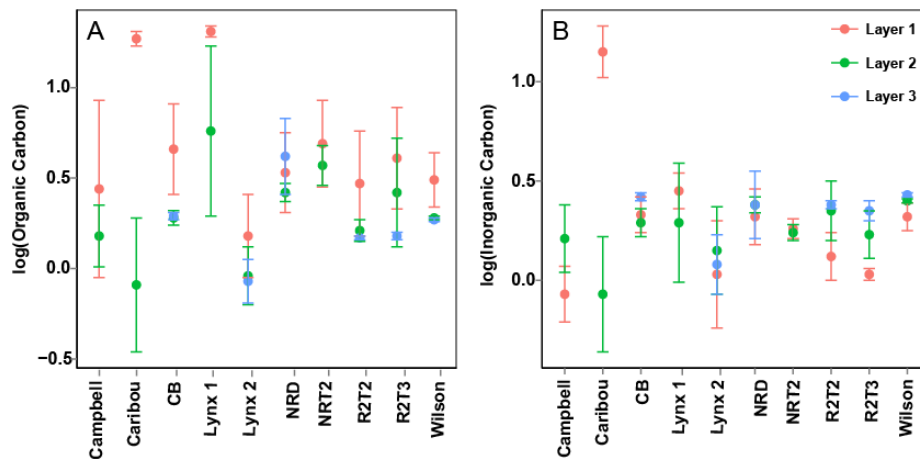 A
log(Organic Carbon)
1.0
0.5
0.0
−0.5
Campbell
Caribou
CB
Lynx 1
Lynx 2
NRD
NRT2
R2T2
R2T3
Wilson
B
Layer 1
Layer 2
Layer 3
log(Inorganic Carbon)
1.0
0.5
0.0
Campbell
Caribou
CB
Lynx 1
Lynx 2
NRD
NRT2
R2T2
R2T3
Wilson